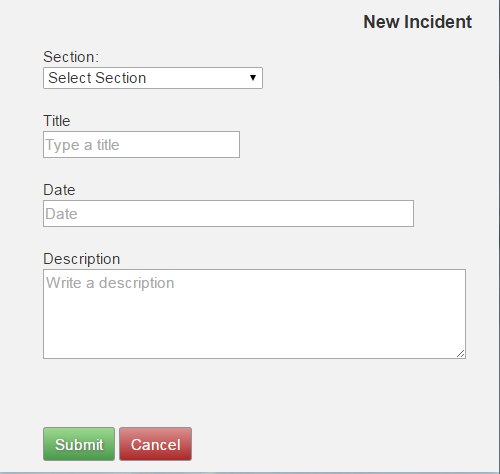 New Incident
Section:
Select Section
Title
Type a title
Date
Date
Description
Write a description
Submit Cancel